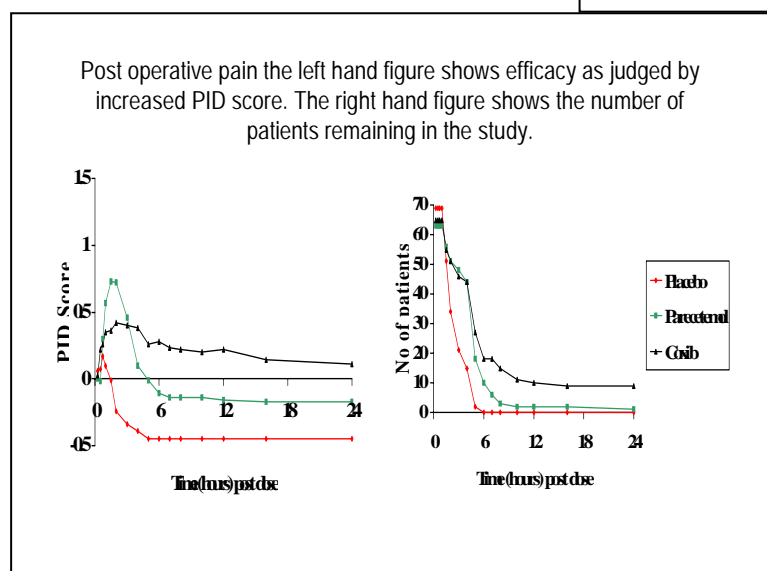 Post operative pain the left hand figure shows efficacy as judged by
increased PID score. The right hand figure shows the number of
patients remaining in the study.
1.5
1
0.5
0
-0.5
PID Score
0 6 12 18 24
Time (hours) post dose
70
60
50
40
30
20
10
0
No of patients
0 6 12 18 24
Time (hours) post dose
Placebo
Coxib